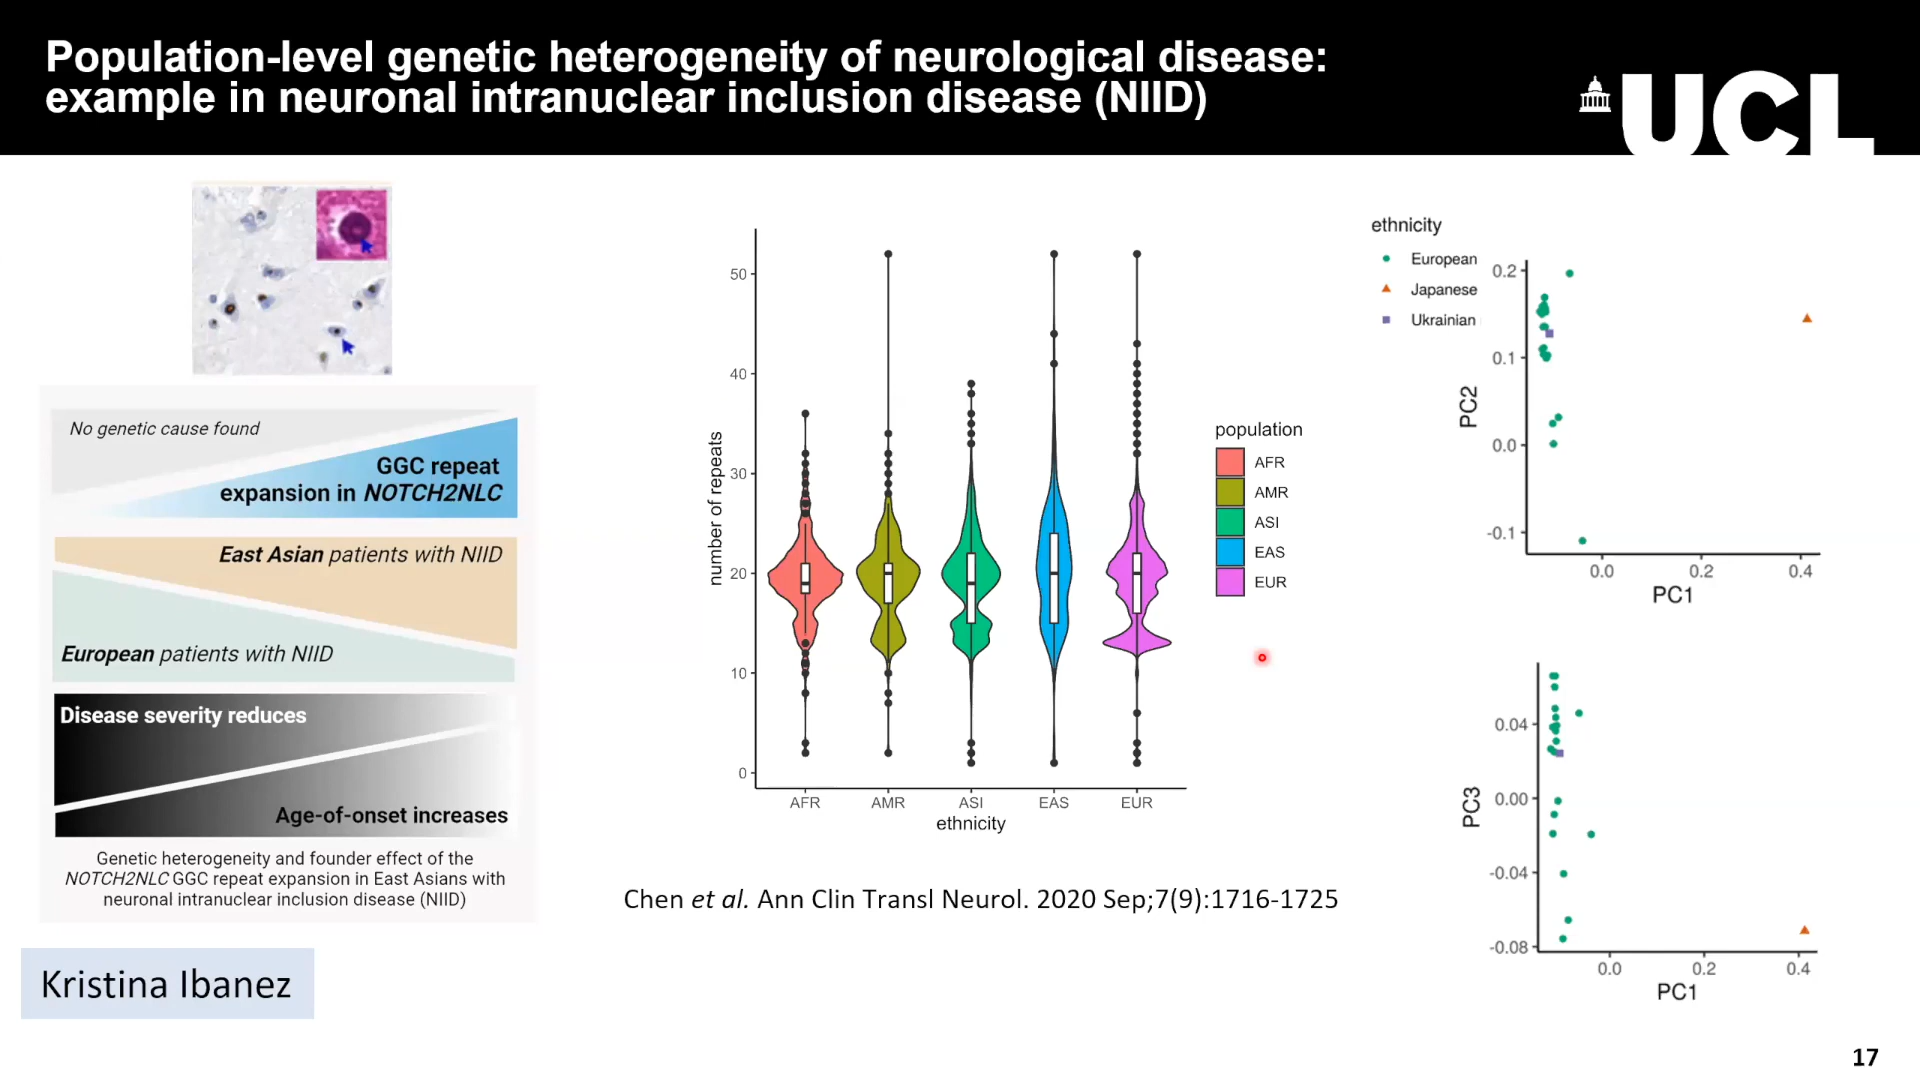 Population-level genetic heterogeneity of neurological disease:
example in neuronal intranuclear inclusion disease (NIID)
UCL
No genetic cause found
GGC repeat
expansion in NOTCH2NLC
East Asian patients with NIID
European patients with NIID
Disease severity reduces
Age-of-onset increases
Genetic heterogeneity and founder effect of the
NOTCH2NLC GGC repeat expansion in East Asians with
neuronal intranuclear inclusion disease (NIID)
Kristina Ibanez
number of repeats
50
40
30
20
10
0
AFR AMR ASI EAS EUR
ethnicity
population
AFR
AMR
ASI
EAS
EUR
Chen et al. Ann Clin Transl Neurol. 2020 Sep;7(9):1716-1725
ethnicity
European
Japanese
Ukrainian
PC2
0.2
0.1
0.0
-0.1
0.0 0.2 0.4
PC1
PC3
0.04
0.00
-0.04
-0.08
0.0 0.2 0.4
PC1
17